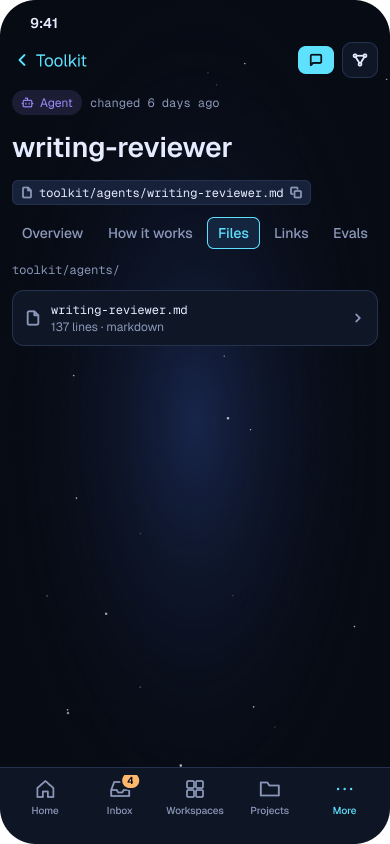 9:41
Toolkit
Agent changed 6 days ago
writing-reviewer
toolkit/agents/writing-reviewer.md
Overview How it works Files Links Evals
toolkit/agents/
writing-reviewer.md
137 lines · markdown
4
Home Inbox Workspaces Projects More